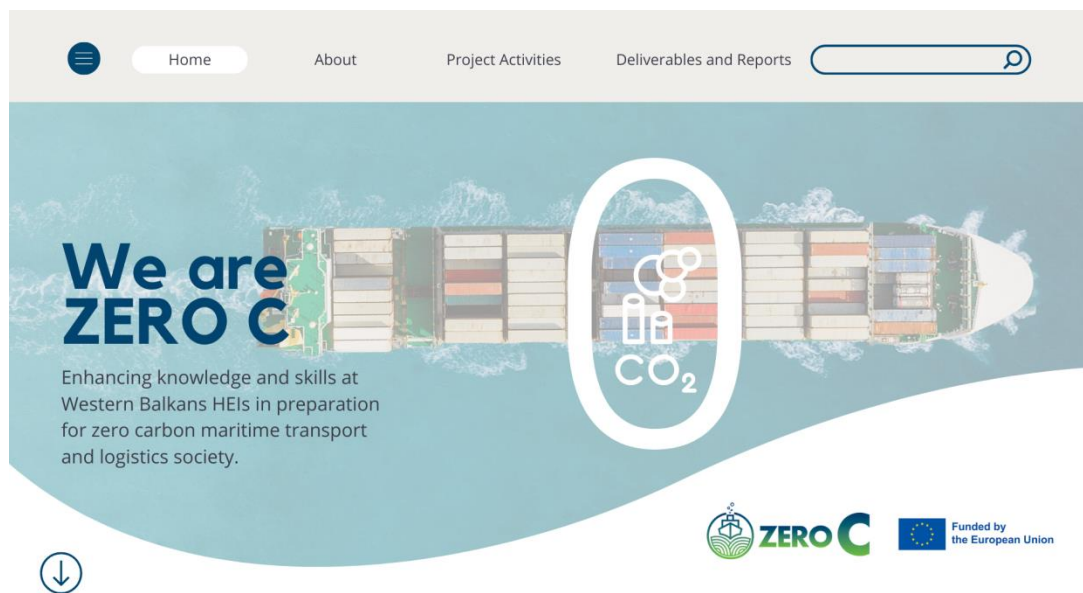 Home
About
Project Activities
Deliverables and Reports
We are
ZERO C
Enhancing knowledge and skills at
Western Balkans HEIs in preparation
for zero carbon maritime transport
and logistics society.
CO₂
ZERO C
Funded by
the European Union